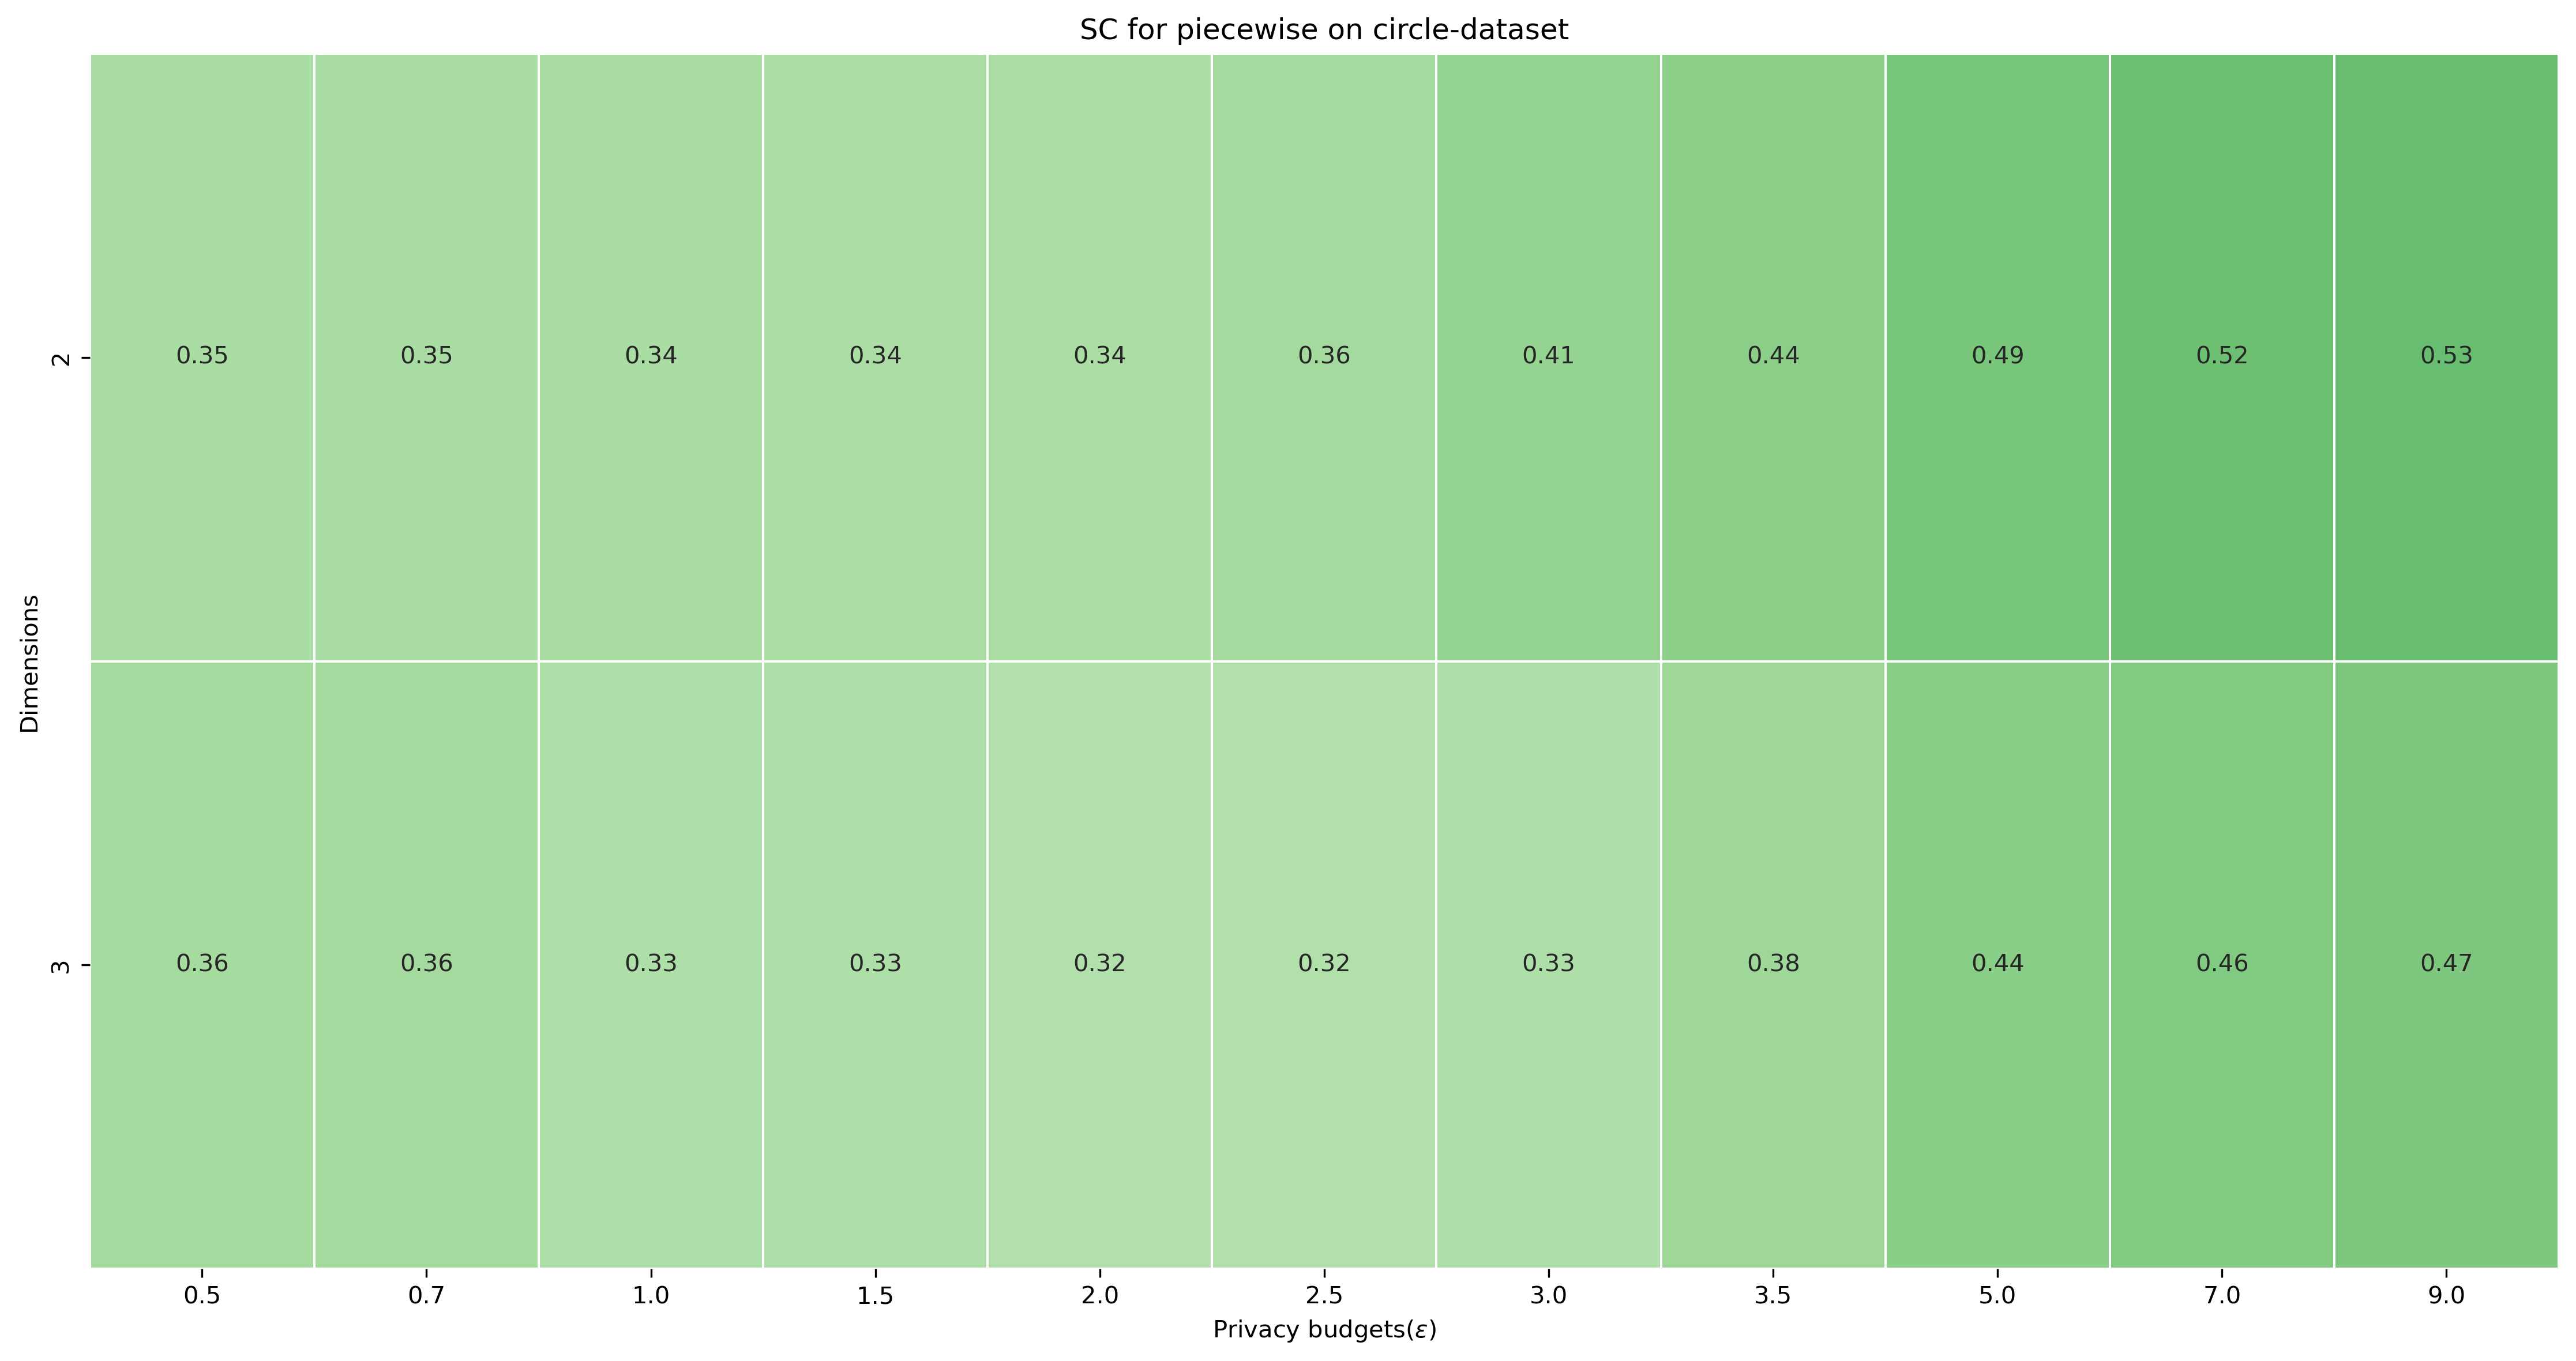 SC for piecewise on circle-dataset
Dimensions
2
0.35 0.35 0.34 0.34 0.34 0.36 0.41 0.44 0.49 0.52 0.53
3
0.36 0.36 0.33 0.33 0.32 0.32 0.33 0.38 0.44 0.46 0.47
0.5 0.7 1.0 1.5 2.0 2.5 3.0 3.5 5.0 7.0 9.0
Privacy budgets(ε)